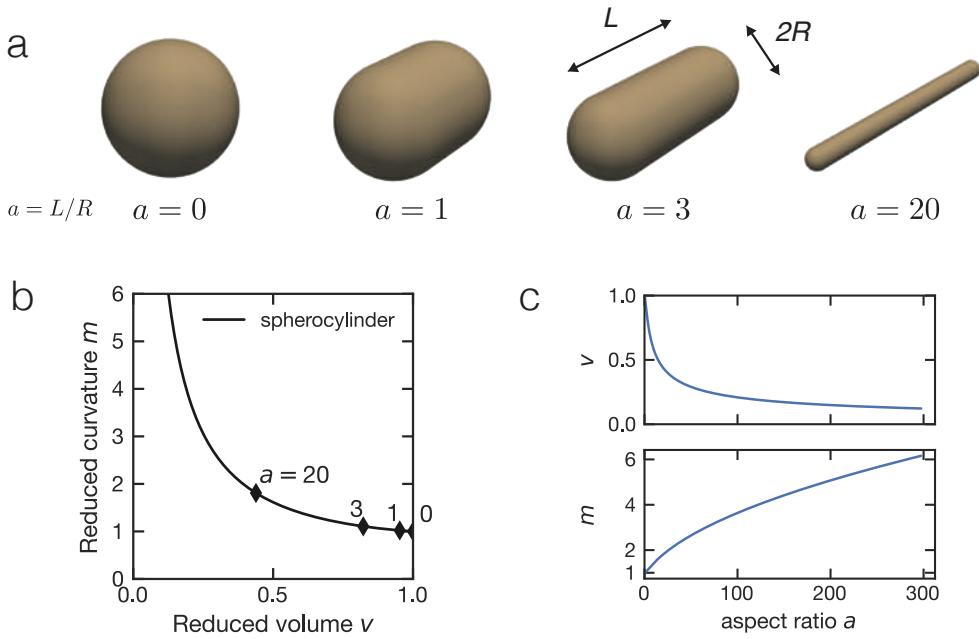 a
L
2R
a = L/R
a = 0
a = 1
a = 3
a = 20
b
Reduced curvature m
6
5
4
3
2
1
0
spherocylinder
a = 20
3
1
0
0.0
0.5
1.0
Reduced volume v
c
v
1.0
0.5
0.0
m
6
4
2
1
0
100
200
300
aspect ratio a